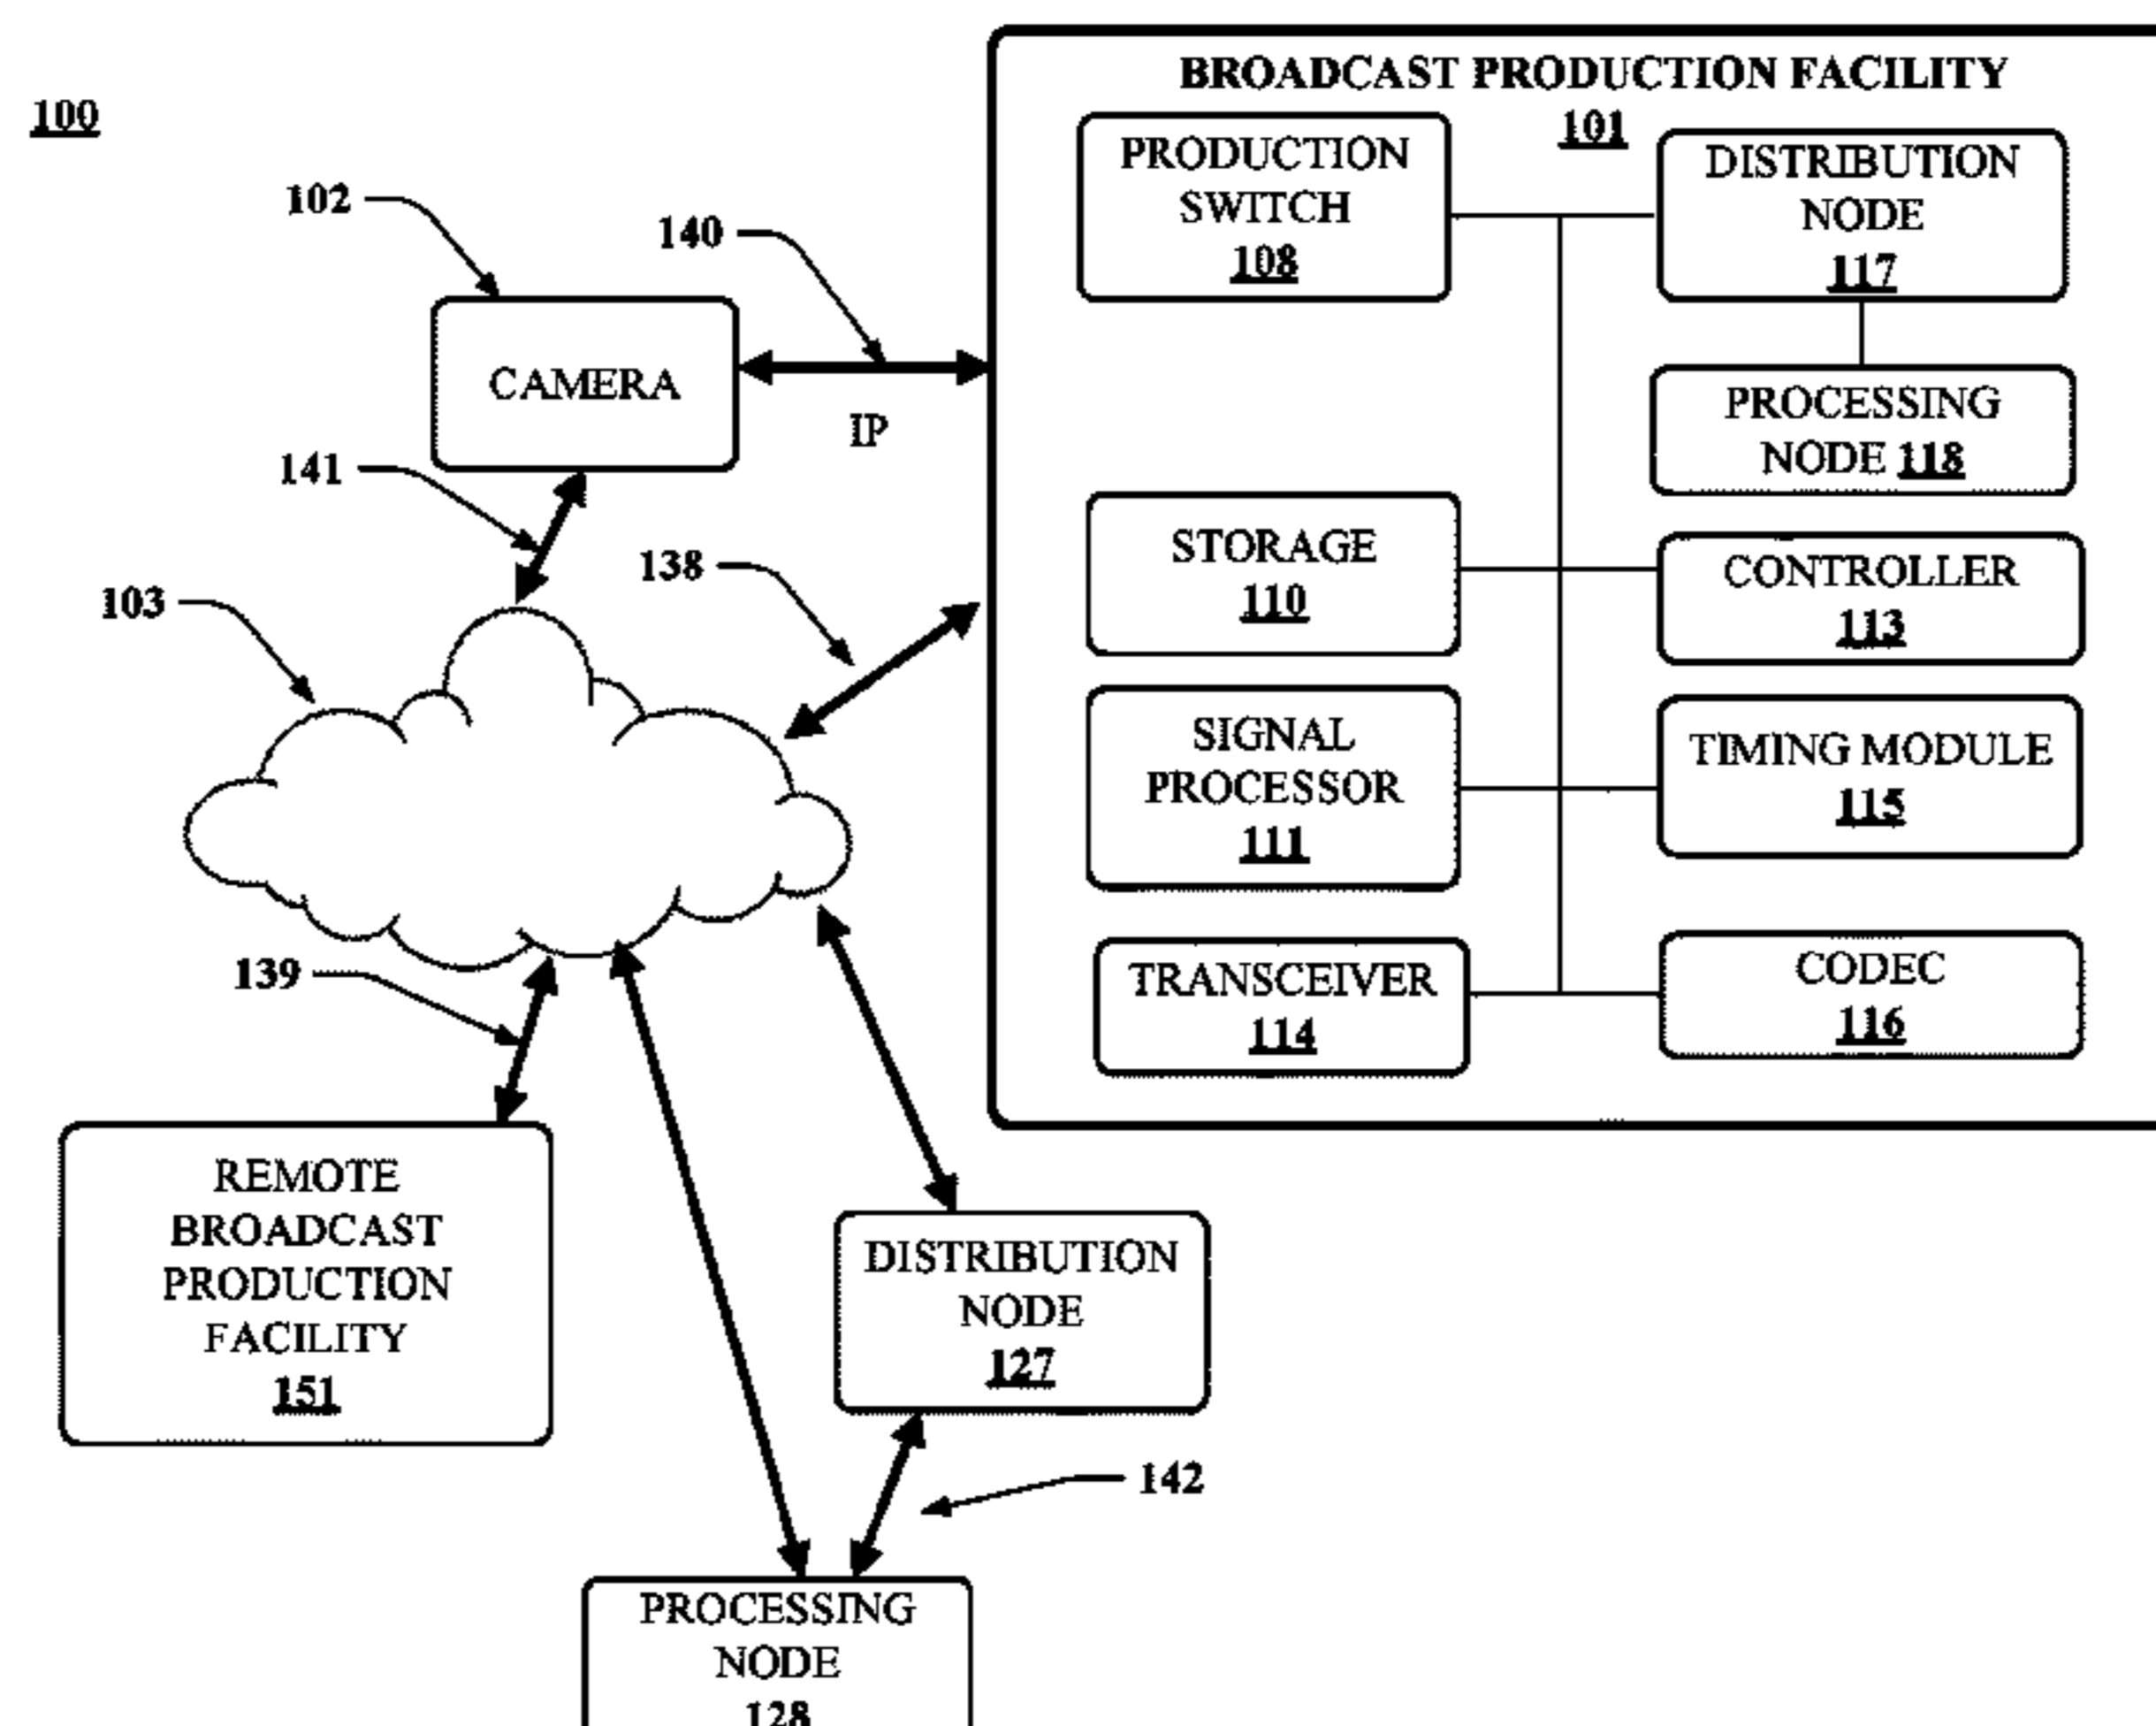 100
BROADCAST PRODUCTION FACILITY
101
PRODUCTION
SWITCH
108
DISTRIBUTION
NODE
117
102
140
CAMERA
IP
PROCESSING
NODE 118
141
STORAGE
110
CONTROLLER
113
138
103
SIGNAL
PROCESSOR
111
TIMING MODULE
115
139
TRANSCEIVER
114
CODEC
116
REMOTE
BROADCAST
PRODUCTION
FACILITY
151
DISTRIBUTION
NODE
127
142
PROCESSING
NODE
128